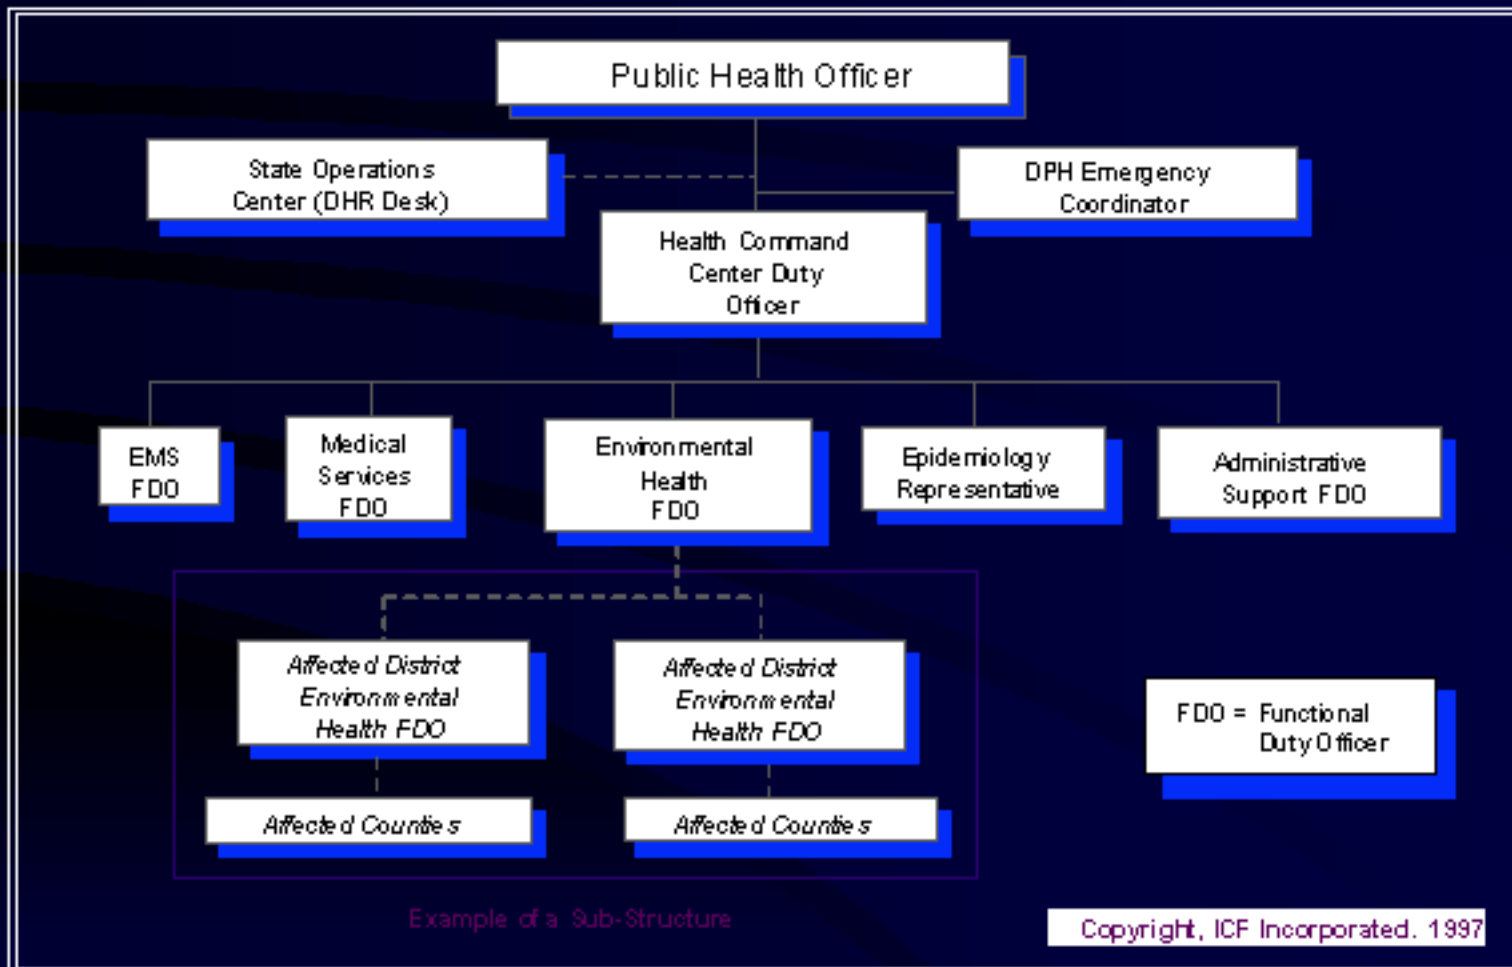 Public Health Officer
State Operations
Center (DHR Desk)
DPH Emergency
Coordinator
Health Command
Center Duty
Officer
EMS
FDO
Medical
Services
FDO
Environmental
Health
FDO
Epidemiology
Representative
Administrative
Support FDO
Affected District
Environmental
Health FDO
Affected District
Environmental
Health FDO
FDO = Functional
Duty Officer
Affected Counties
Affected Counties
Example of a Sub-Structure
Copyright, ICF Incorporated. 1997